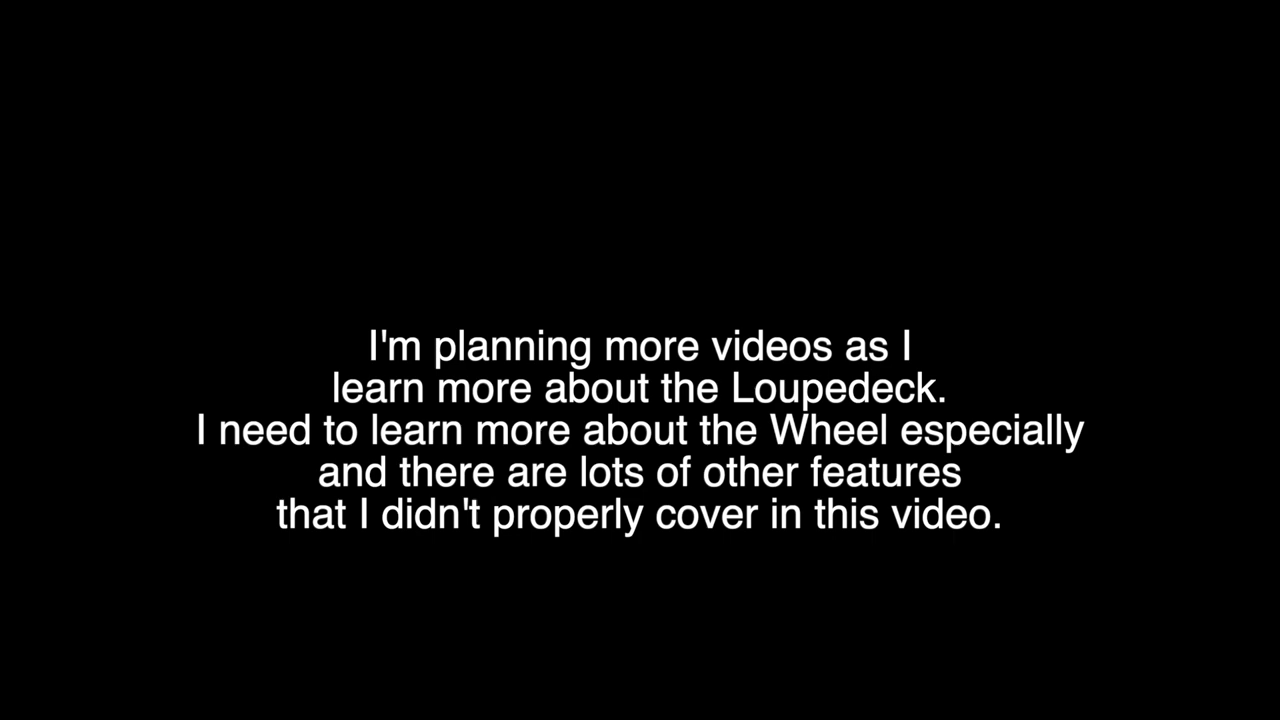 I'm planning more videos as I
learn more about the Loupedeck.
I need to learn more about the Wheel especially
and there are lots of other features
that I didn't properly cover in this video.